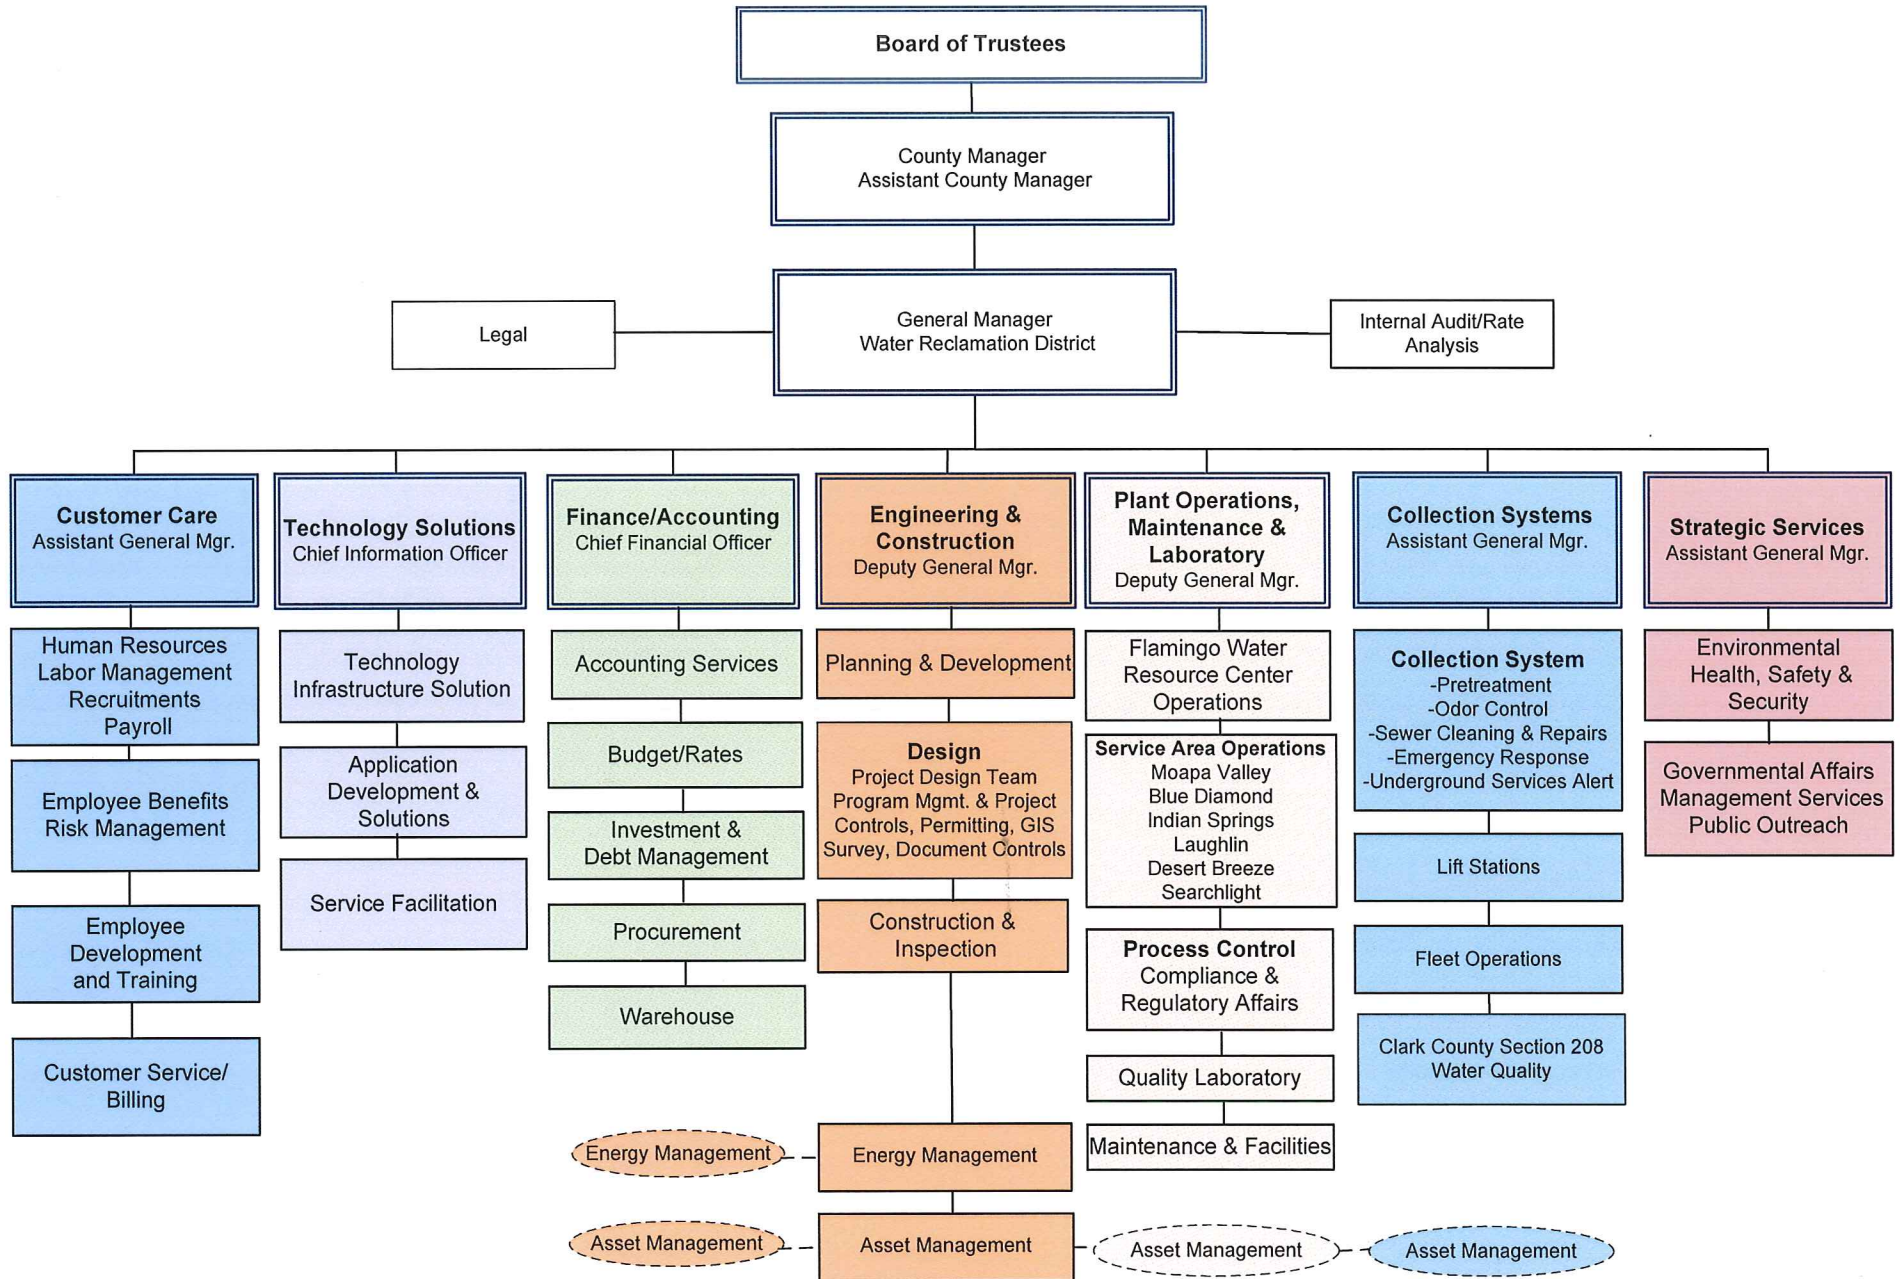 Board of Trustees
County Manager
Assistant County Manager
General Manager
Water Reclamation District
Legal
Internal Audit/Rate
Analysis
Customer Care
Assistant General Mgr.
Human Resources
Labor Management
Recruitments
Payroll
Employee Benefits
Risk Management
Employee
Development
and Training
Customer Service/
Billing
Technology Solutions
Chief Information Officer
Technology
Infrastructure Solution
Application
Development &
Solutions
Service Facilitation
Finance/Accounting
Chief Financial Officer
Accounting Services
Budget/Rates
Investment &
Debt Management
Procurement
Warehouse
Engineering &
Construction
Deputy General Mgr.
Planning & Development
Design
Project Design Team
Program Mgmt. & Project
Controls, Permitting, GIS
Survey, Document Controls
Construction &
Inspection
Energy Management
Energy Management
Asset Management
Asset Management
Plant Operations,
Maintenance &
Laboratory
Deputy General Mgr.
Flamingo Water
Resource Center
Operations
Service Area Operations
Moapa Valley
Blue Diamond
Indian Springs
Laughlin
Desert Breeze
Searchlight
Process Control
Compliance &
Regulatory Affairs
Quality Laboratory
Maintenance & Facilities
Asset Management
Collection Systems
Assistant General Mgr.
Collection System
-Pretreatment
-Odor Control
-Sewer Cleaning & Repairs
-Emergency Response
-Underground Services Alert
Lift Stations
Fleet Operations
Clark County Section 208
Water Quality
Asset Management
Strategic Services
Assistant General Mgr.
Environmental
Health, Safety &
Security
Governmental Affairs
Management Services
Public Outreach